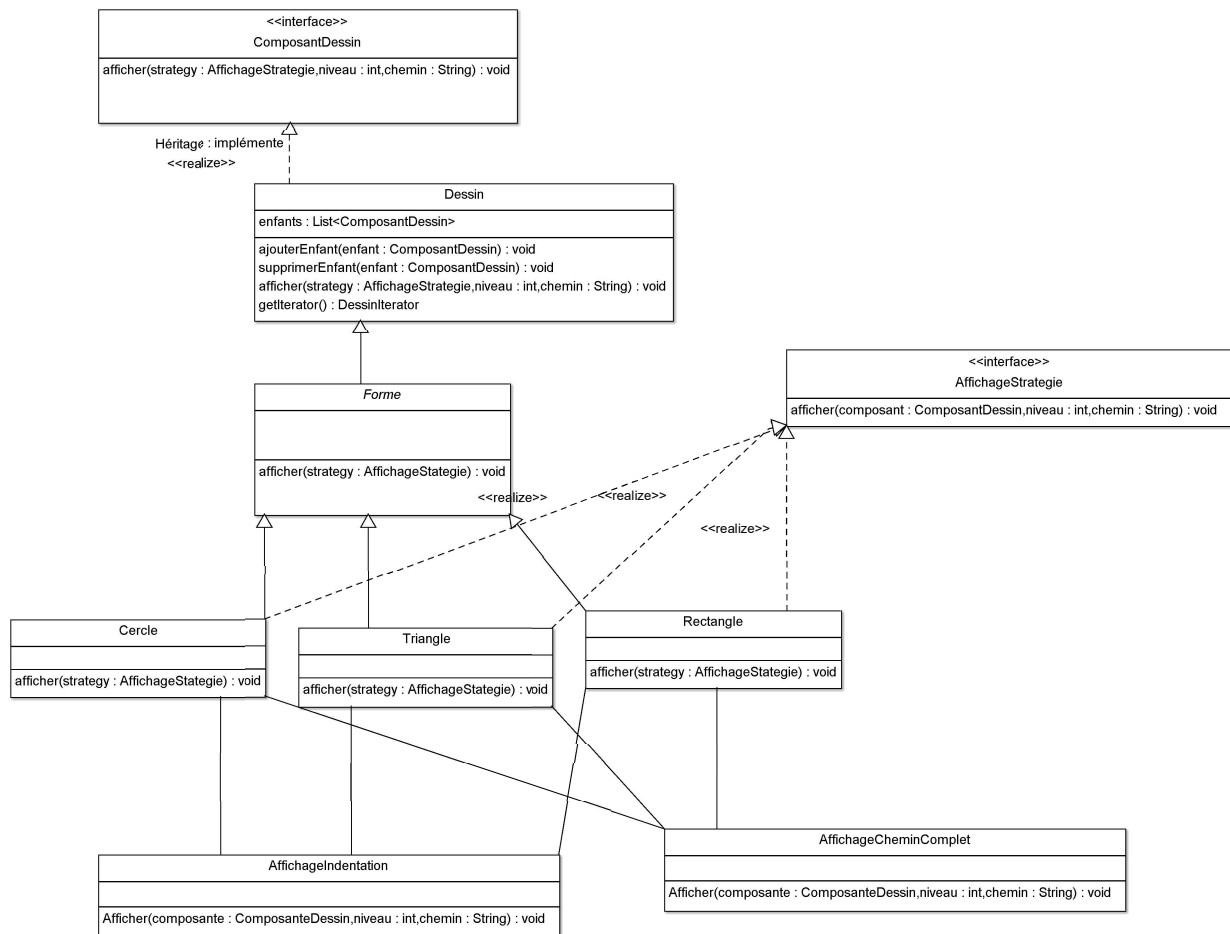 <<interface>>
ComposantDessin
afficher(strategy : AffichageStrategie,niveau : int,chemin : String) : void
Héritage : implémente
<<realize>>
Dessin
enfants : List<ComposantDessin>
ajouterEnfant(enfant : ComposantDessin) : void
supprimerEnfant(enfant : ComposantDessin) : void
afficher(strategy : AffichageStrategie,niveau : int,chemin : String) : void
getIterator() : DessinIterator
<<interface>>
AffichageStrategie
afficher(composant : ComposantDessin,niveau : int,chemin : String) : void
Forme
afficher(strategy : AffichageStategie) : void
<<realize>>
<<realize>>
<<realize>>
Cercle
afficher(strategy : AffichageStategie) : void
Triangle
afficher(strategy : AffichageStategie) : void
Rectangle
afficher(strategy : AffichageStategie) : void
AffichageIndentation
Afficher(composante : ComposanteDessin,niveau : int,chemin : String) : void
AffichageCheminComplet
Afficher(composante : ComposanteDessin,niveau : int,chemin : String) : void